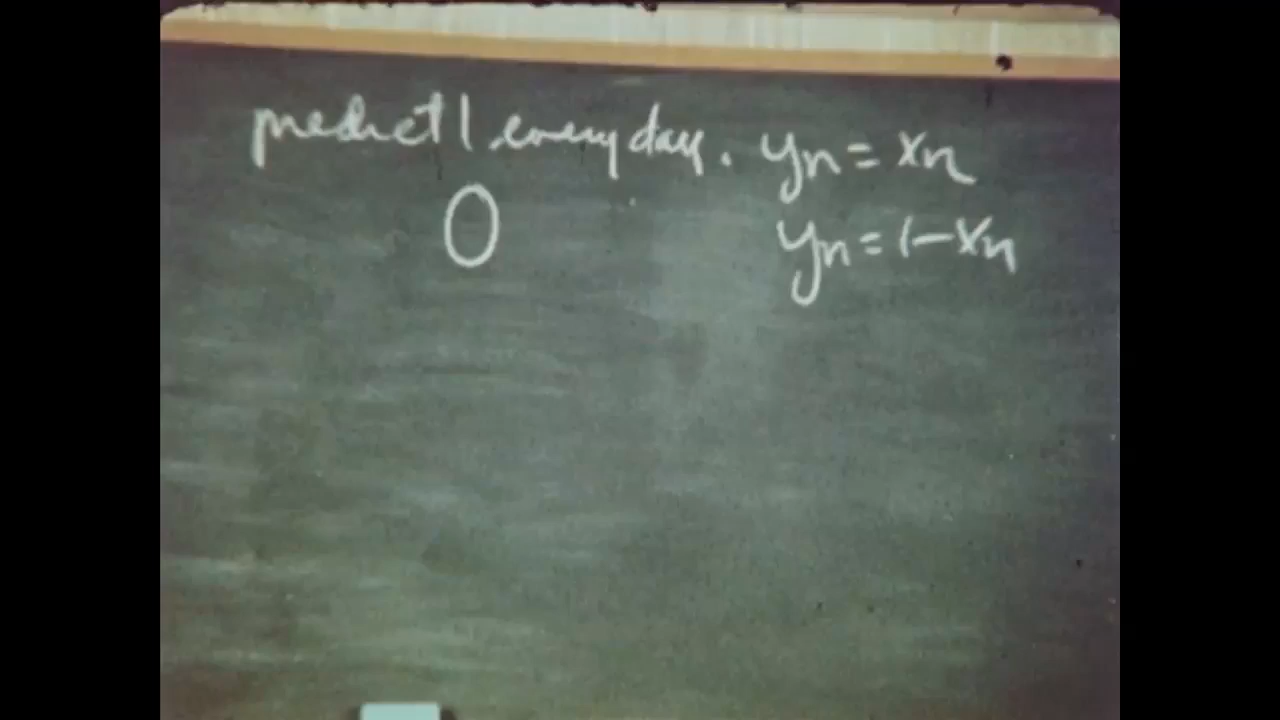 predict 1 every day. yn = xn
0 yn = 1 - xn